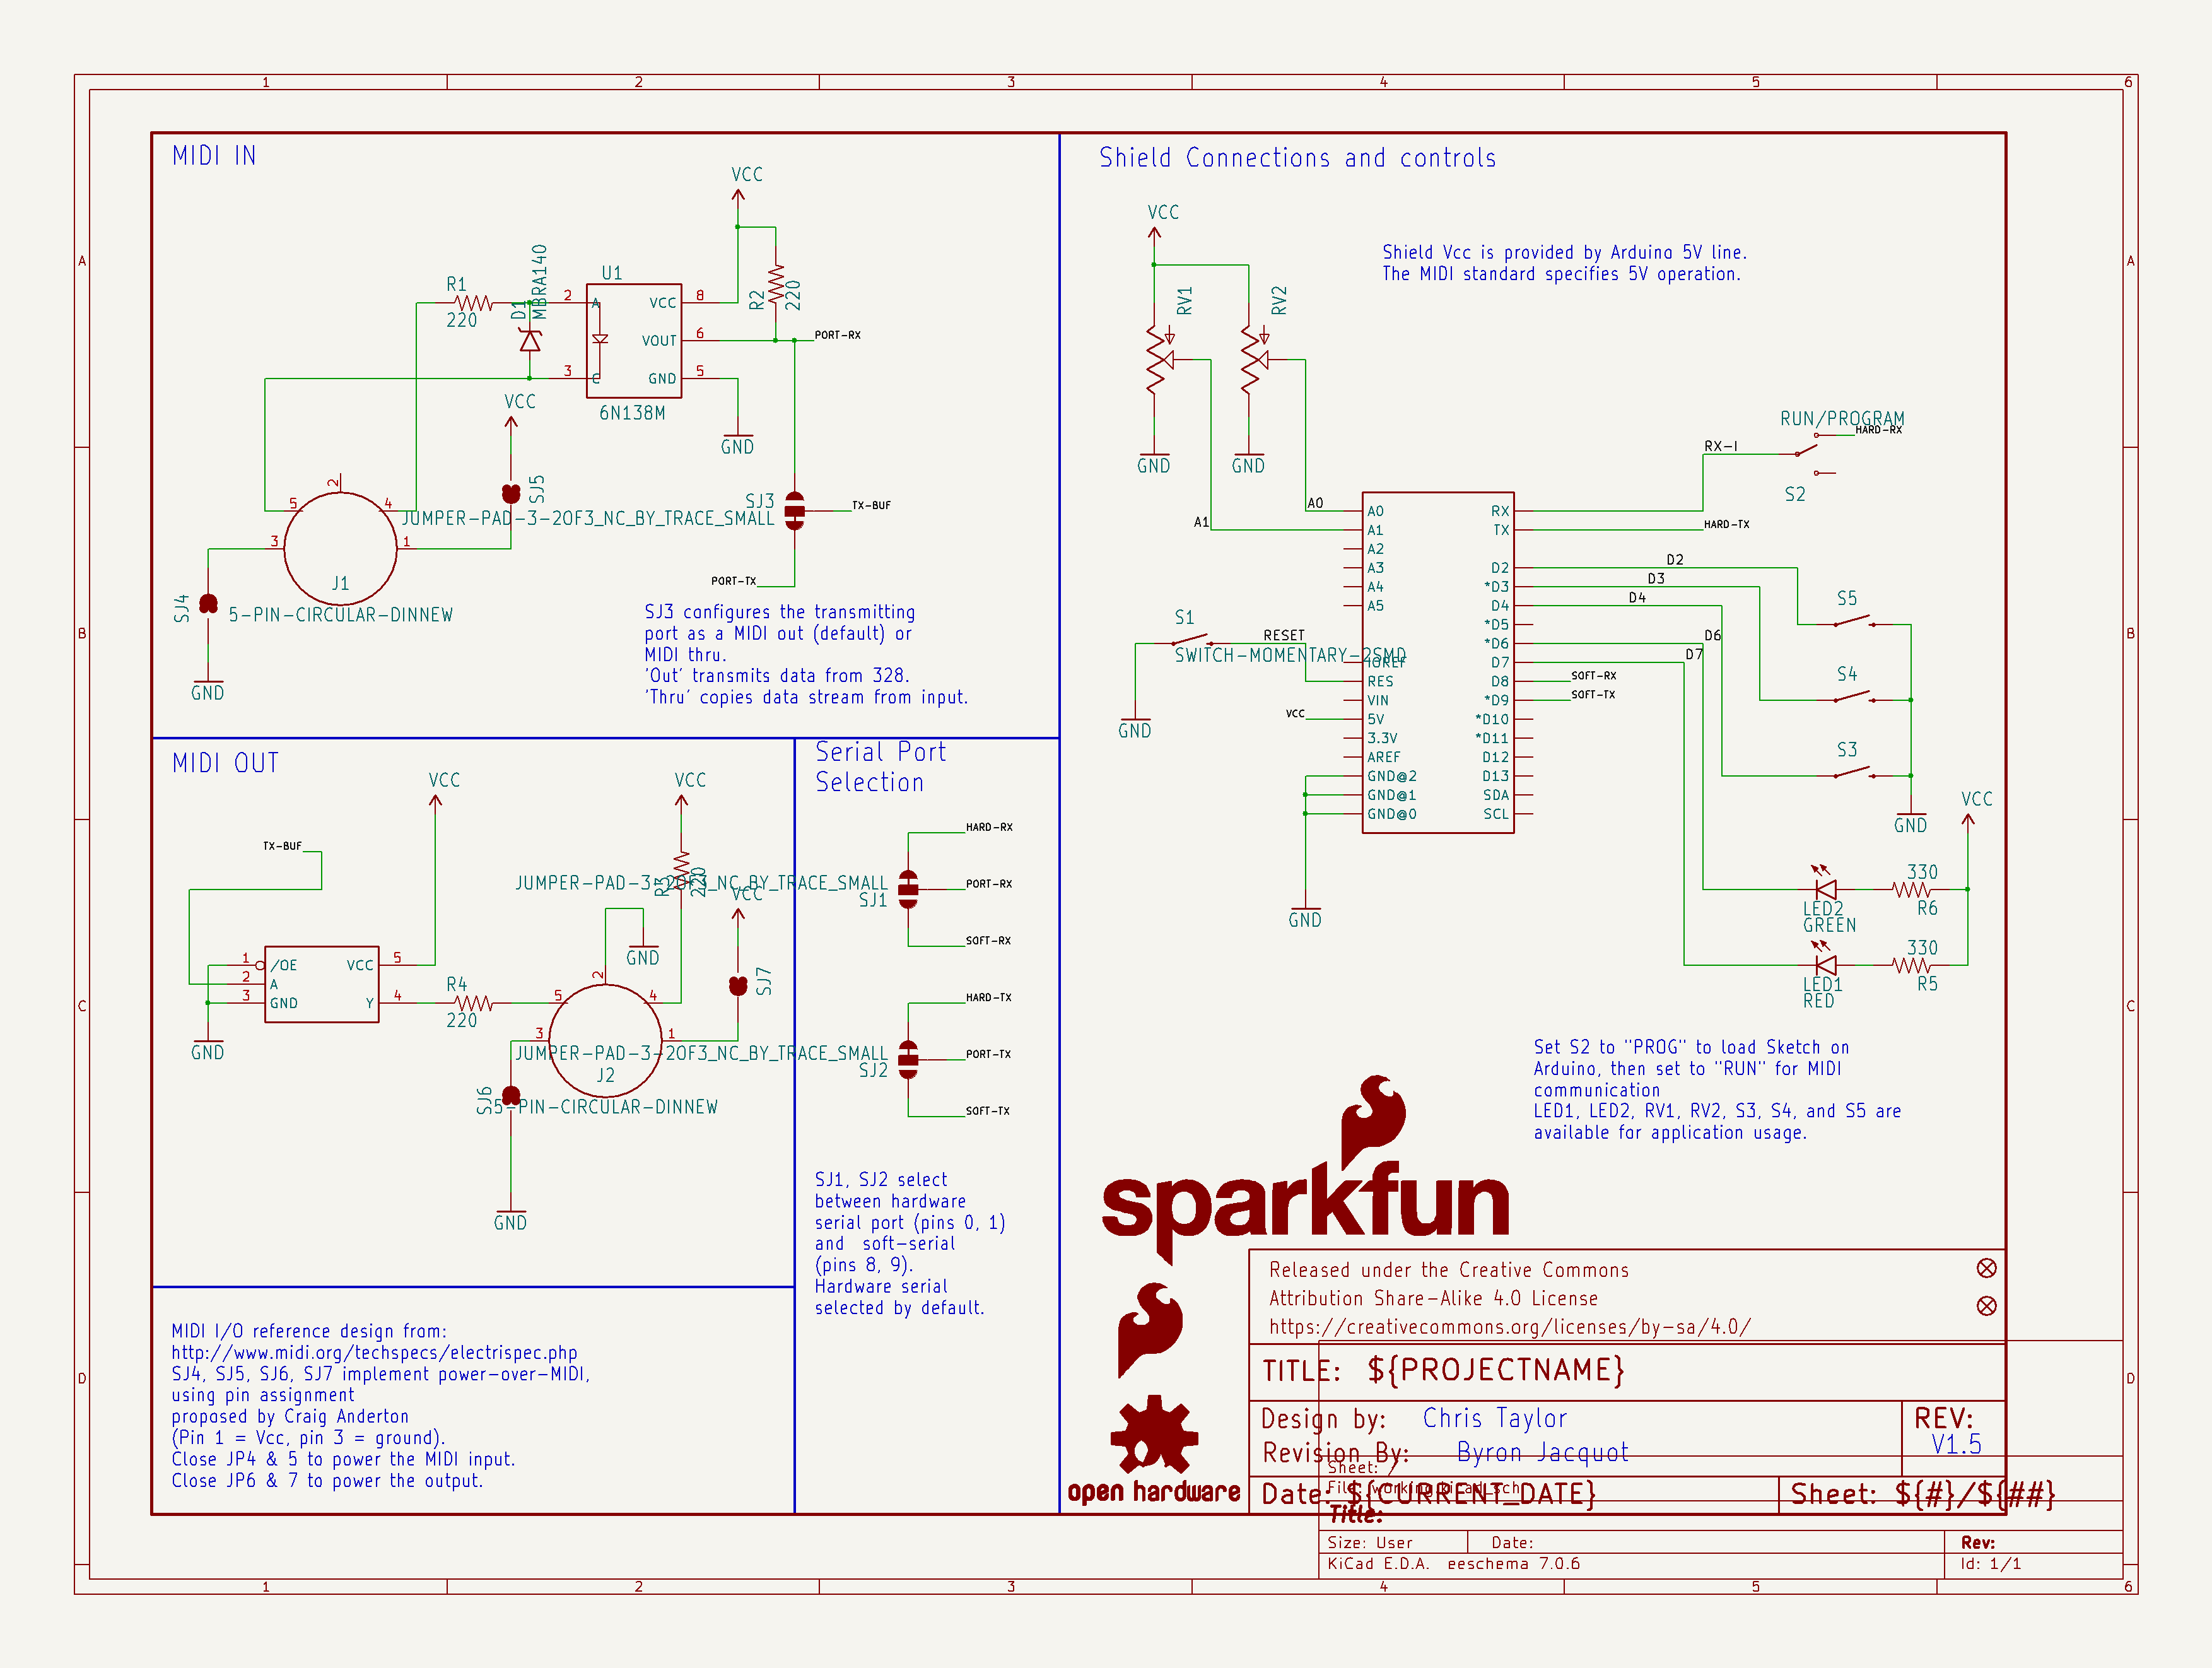 1 2 3 4 5 6
A
B
C
D
MIDI IN
VCC
U1
MBRA140
D1
R1
220
2
A
VCC
8
R2
220
VOUT
6
PORT-RX
3
C
GND
5
6N138M
VCC
GND
SJ5
2
5
4
SJ3
TX-BUF
JUMPER-PAD-3-2OF3_NC_BY_TRACE_SMALL
3
1
J1
PORT-TX
SJ4
5-PIN-CIRCULAR-DINNEW
GND
SJ3 configures the transmitting
port as a MIDI out (default) or
MIDI thru.
'Out' transmits data from 328.
'Thru' copies data stream from input.
MIDI OUT
VCC
VCC
TX-BUF
R3
220
VCC
GND
1
/OE
VCC
5
2
A
3
GND
Y
4
R4
220
GND
2
5
4
SJ7
3
1
J2
SJ6
5-PIN-CIRCULAR-DINNEW
GND
Serial Port
Selection
HARD-RX
JUMPER-PAD-3-2OF3_NC_BY_TRACE_SMALL
PORT-RX
SJ1
SOFT-RX
HARD-TX
JUMPER-PAD-3-2OF3_NC_BY_TRACE_SMALL
PORT-TX
SJ2
SOFT-TX
SJ1, SJ2 select
between hardware
serial port (pins 0, 1)
and  soft-serial
(pins 8, 9).
Hardware serial
selected by default.
MIDI I/O reference design from:
http://www.midi.org/techspecs/electrispec.php
SJ4, SJ5, SJ6, SJ7 implement power-over-MIDI,
using pin assignment
proposed by Craig Anderton
(Pin 1 = Vcc, pin 3 = ground).
Close JP4 & 5 to power the MIDI input.
Close JP6 & 7 to power the output.
Shield Connections and controls
VCC
Shield Vcc is provided by Arduino 5V line.
The MIDI standard specifies 5V operation.
RV1
RV2
GND
GND
RUN/PROGRAM
HARD-RX
RX-I
S2
A0
A1
HARD-TX
A0
A1
A2
A3
A4
A5
IOREF
RES
VIN
5V
3.3V
AREF
GND@2
GND@1
GND@0
RX
TX
D2
*D3
D4
*D5
*D6
D7
D8
*D9
*D10
*D11
D12
D13
SDA
SCL
D2
D3
D4
D6
D7
SOFT-RX
SOFT-TX
S5
S4
S3
S1
RESET
SWITCH-MOMENTARY-2SMD
GND
VCC
GND
GND
VCC
330
R6
LED2
GREEN
330
R5
LED1
RED
Set S2 to "PROG" to load Sketch on
Arduino, then set to "RUN" for MIDI
communication
LED1, LED2, RV1, RV2, S3, S4, and S5 are
available for application usage.
sparkfun
open hardware
Released under the Creative Commons
Attribution Share-Alike 4.0 License
https://creativecommons.org/licenses/by-sa/4.0/
TITLE: ${PROJECTNAME}
Design by: Chris Taylor
REV:
V1.5
Revision By: Byron Jacquot
Sheet: /
File: working.kicad_sch
Date: ${CURRENT_DATE}
Sheet: ${#}/${##}
Title:
Size: User
Date:
Rev:
KiCad E.D.A.  eeschema 7.0.6
Id: 1/1
A
B
C
D
1 2 3 4 5 6